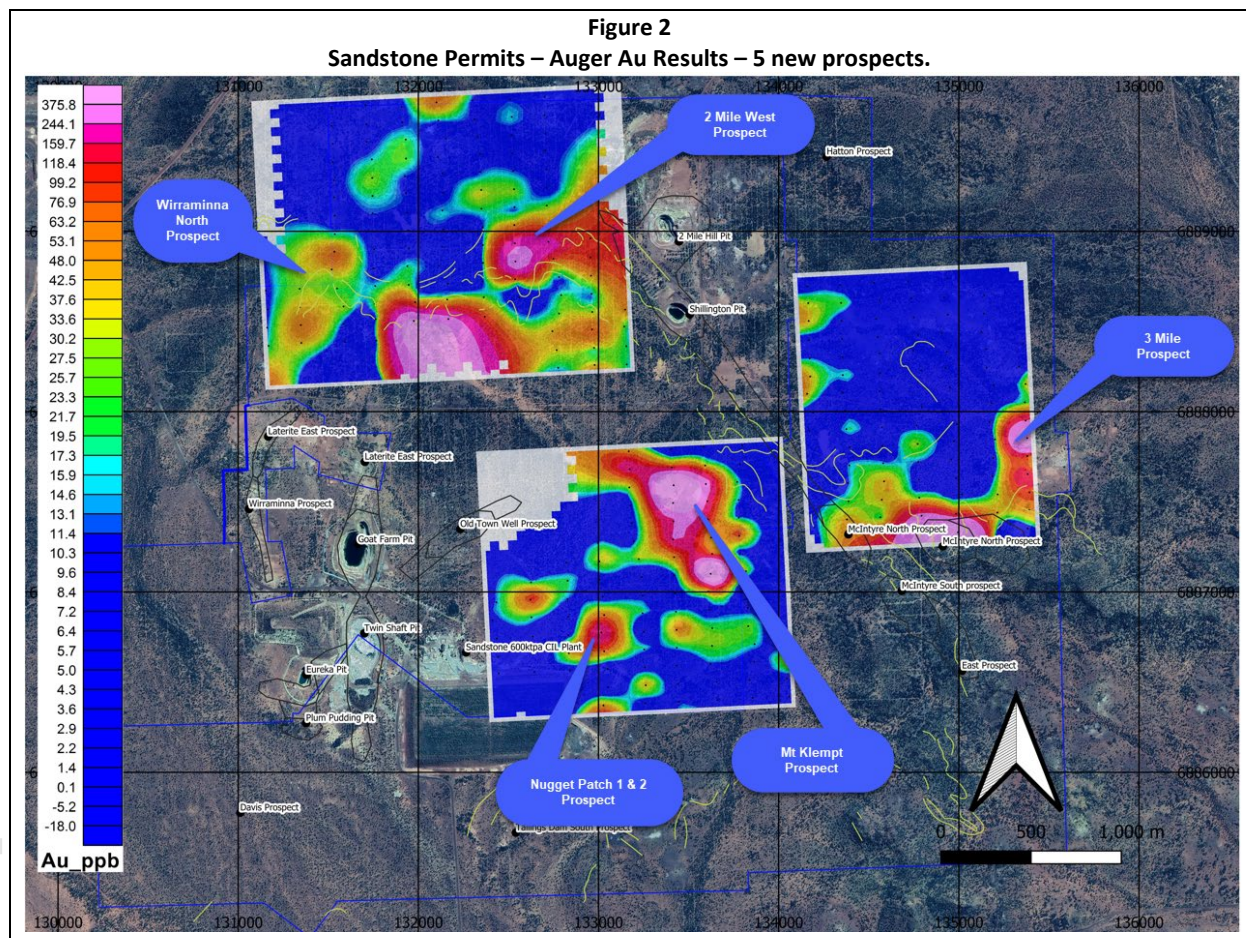 Figure 2
Sandstone Permits – Auger Au Results – 5 new prospects.
131000
132000
133000
134000
135000
136000
375.8
244.1
159.7
118.4
99.2
76.9
63.2
53.1
48.0
42.5
37.6
33.6
30.2
27.5
25.7
23.3
21.7
19.5
17.3
15.9
14.6
13.1
11.4
10.3
9.6
8.4
7.2
6.4
5.7
5.0
4.3
3.6
2.9
2.2
1.4
0.1
-5.2
-18.0
Au_ppb
2 Mile West
Prospect
Hatton Prospect
Wirraminna
North
Prospect
6889000
2 Mile Hill Pit
Shillington Pit
3 Mile
Prospect
6888000
Laterite East Prospect
Laterite East Prospect
Wirraminna Prospect
Old Town Well Prospect
Goat Farm Pit
McIntyre North Prospect
McIntyre North Prospect
McIntyre South prospect
6887000
Twin Shaft Pit
Sandstone 600ktpa CIL Plant
Eureka Pit
East Prospect
Plum Pudding Pit
Mt Klempt
Prospect
Nugget Patch 1 & 2
Prospect
6886000
Davis Prospect
Tailings Dam South Prospect
0 500 1,000 m
130000
131000
132000
133000
134000
135000
136000